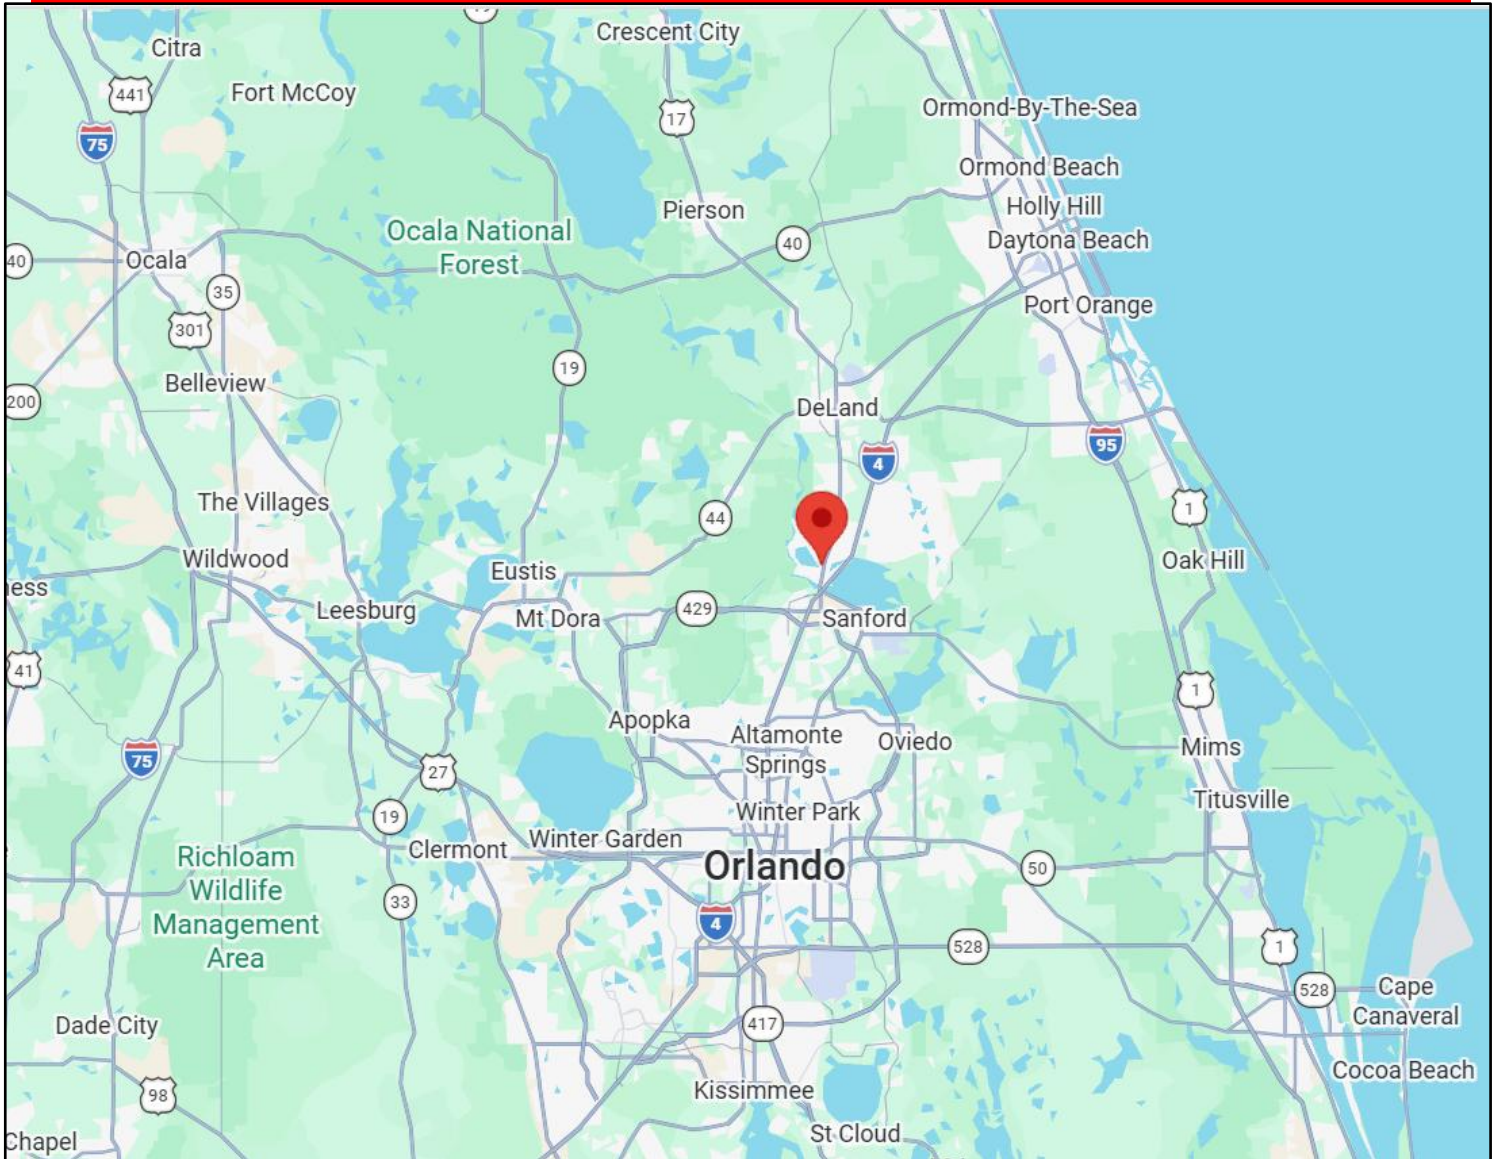 19
Crescent City
Citra
441
Fort McCoy
17
Ormond-By-The-Sea
75
Ormond Beach
Holly Hill
Pierson
Ocala National
Forest
Daytona Beach
40
40
Ocala
35
Port Orange
301
19
Belleview
200
DeLand
95
4
The Villages
44
1
Wildwood
Oak Hill
Eustis
ness
Leesburg
Mt Dora
429
Sanford
41
1
Apopka
Altamonte
Springs
Oviedo
Mims
75
27
Titusville
19
Winter Park
Winter Garden
Clermont
Orlando
50
Richloam
Wildlife
Management
Area
33
4
528
1
528
Cape
Canaveral
Dade City
417
Cocoa Beach
98
Kissimmee
St Cloud
Chapel